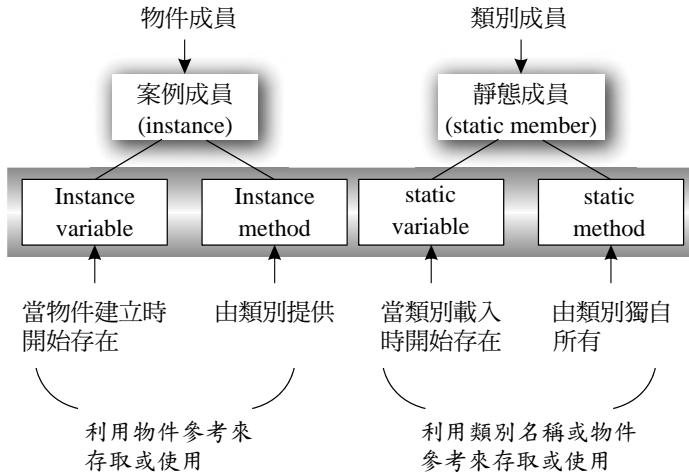 物件成員
類別成員
案例成員
(instance)
靜態成員
(static member)
Instance
variable
Instance
method
static
variable
static
method
當物件建立時
開始存在
由類別提供
當類別載入
時開始存在
由類別獨自
所有
利用物件參考來
存取或使用
利用類別名稱或物件
參考來存取或使用